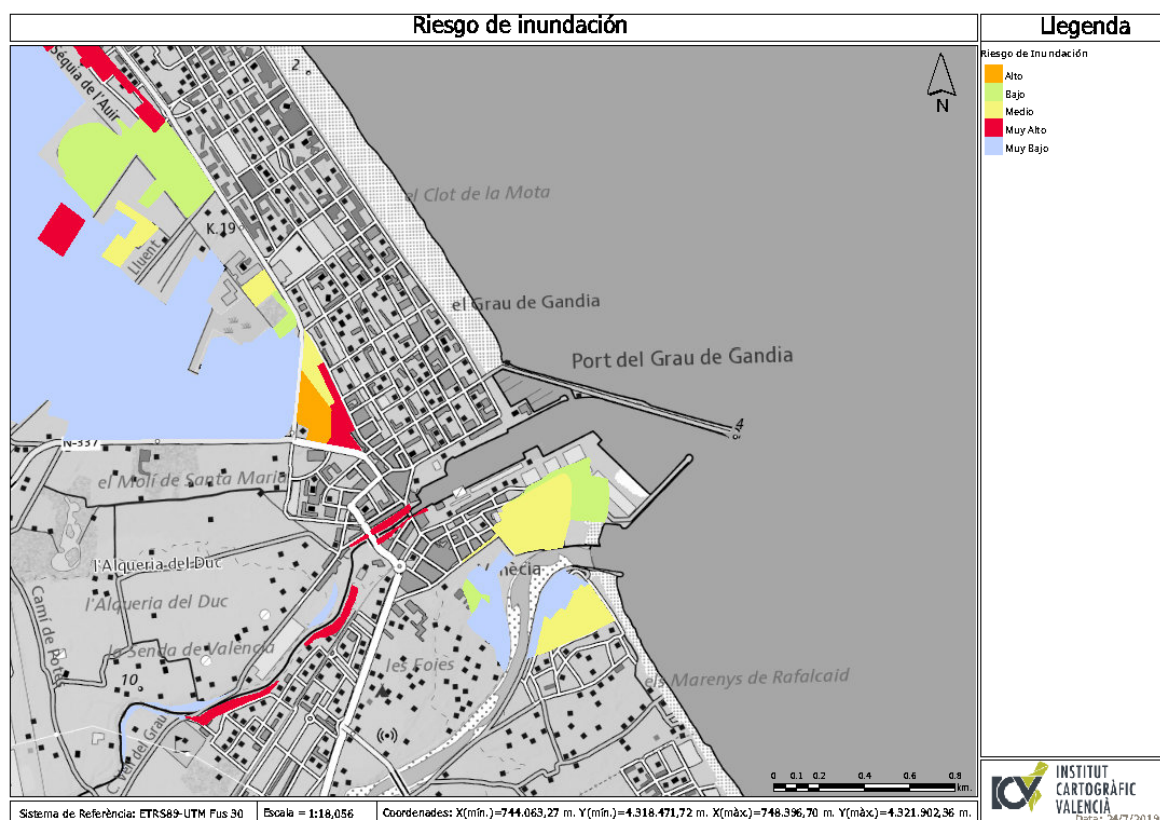 Riesgo de inundación
Llegenda
Riesgo de Inundación
Alto
Bajo
Medio
Muy Alto
Muy Bajo
Séquia de l'Auir
2
N
el Clot de la Mota
K.19
Lluent
el Grau de Gandia
Port del Grau de Gandia
4
N-337
el Molí de Santa Maria
l'Alqueria del Duc
l'Alqueria del Duc
Camí de
la Senda de València
les Foies
els Marenys de Rafalcaid
10
del Grau
0 0.1 0.2 0.4 0.6 0.8
km.
INSTITUT
CARTOGRÀFIC
VALENCIÀ
Data: 24/7/2019
Sistema de Referència: ETRS89-UTM Fus 30
Escala = 1:18,056
Coordenades: X(mín.)=744.063,27 m. Y(mín.)=4.318.471,72 m. X(màx.)=748.396,70 m. Y(màx.)=4.321.902,36 m.